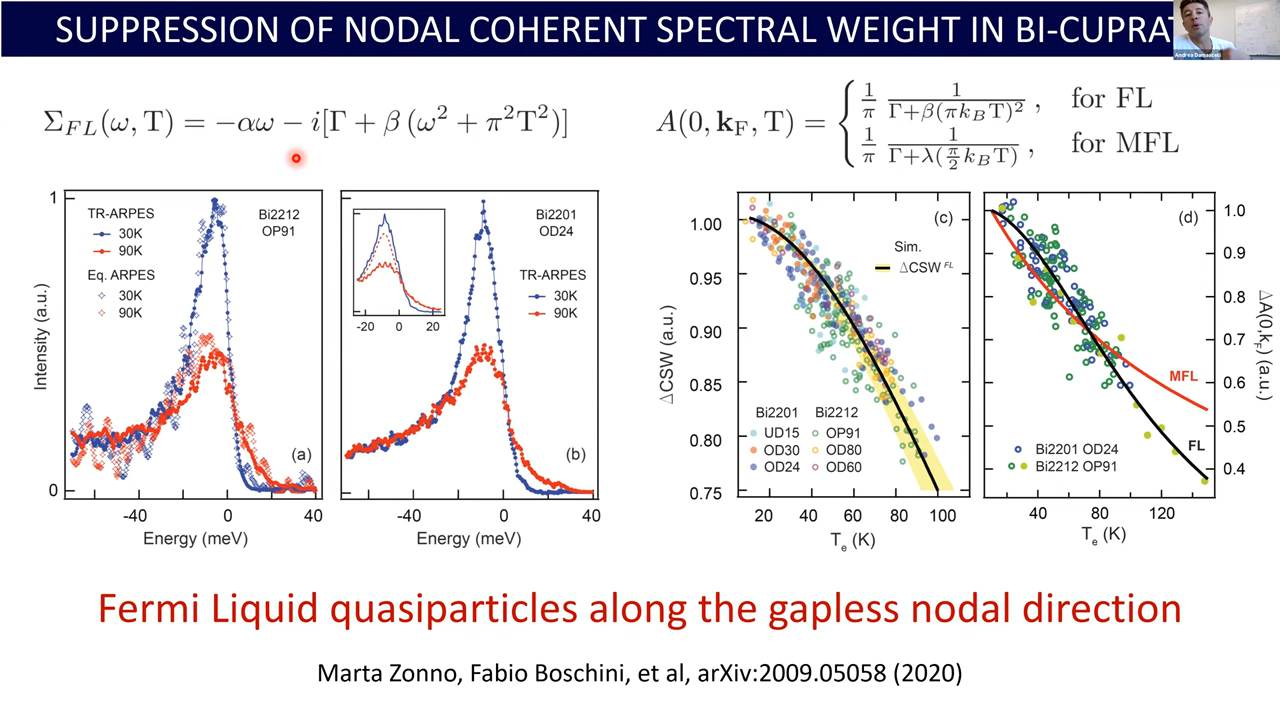 SUPPRESSION OF NODAL COHERENT SPECTRAL WEIGHT IN BI-CUPRAT
Andrea Damascelli
Σ_FL(ω,T) = −αω − i[Γ + β(ω² + π²T²)]
A(0, k_F, T) = { 1/π 1/(Γ+β(πk_BT)²) , for FL
1/π 1/(Γ+λ(π/2 k_BT)) , for MFL
Intensity (a.u.)
1
0
TR-ARPES
30K
90K
Eq. ARPES
30K
90K
Bi2212
OP91
(a)
-40 0 40
Energy (meV)
-20 0 20
Bi2201
OD24
TR-ARPES
30K
90K
(b)
-40 0 40
Energy (meV)
ΔCSW (a.u.)
1.00
0.95
0.90
0.85
0.80
0.75
(c)
Sim.
ΔCSW FL
Bi2201 Bi2212
UD15 OP91
OD30 OD80
OD24 OD60
20 40 60 80 100
T_e (K)
(d)
MFL
FL
Bi2201 OD24
Bi2212 OP91
40 80 120
T_e (K)
1.0
0.9
0.8
0.7
0.6
0.5
0.4
ΔA(0,k_F) (a.u.)
Fermi Liquid quasiparticles along the gapless nodal direction
Marta Zonno, Fabio Boschini, et al, arXiv:2009.05058 (2020)